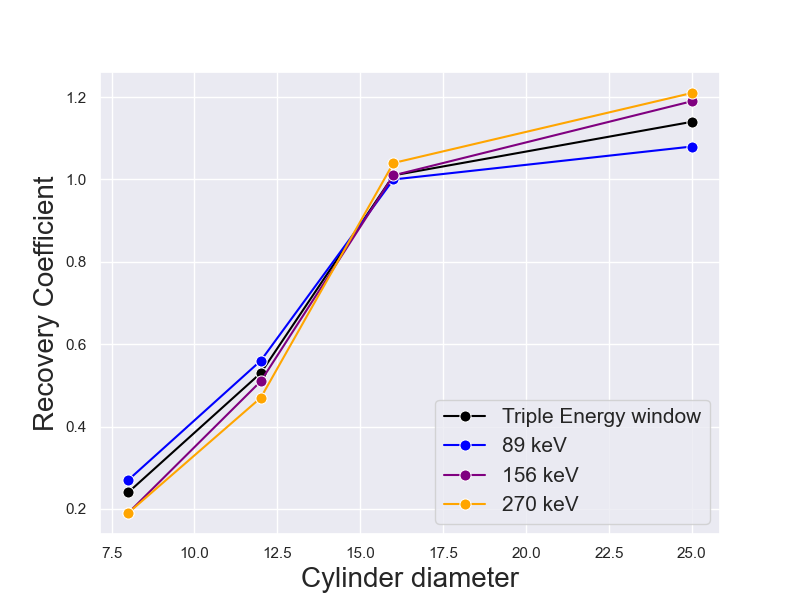 1.2
1.0
0.8
0.6
0.4
0.2
Recovery Coefficient
Triple Energy window
89 keV
156 keV
270 keV
7.5 10.0 12.5 15.0 17.5 20.0 22.5 25.0
Cylinder diameter